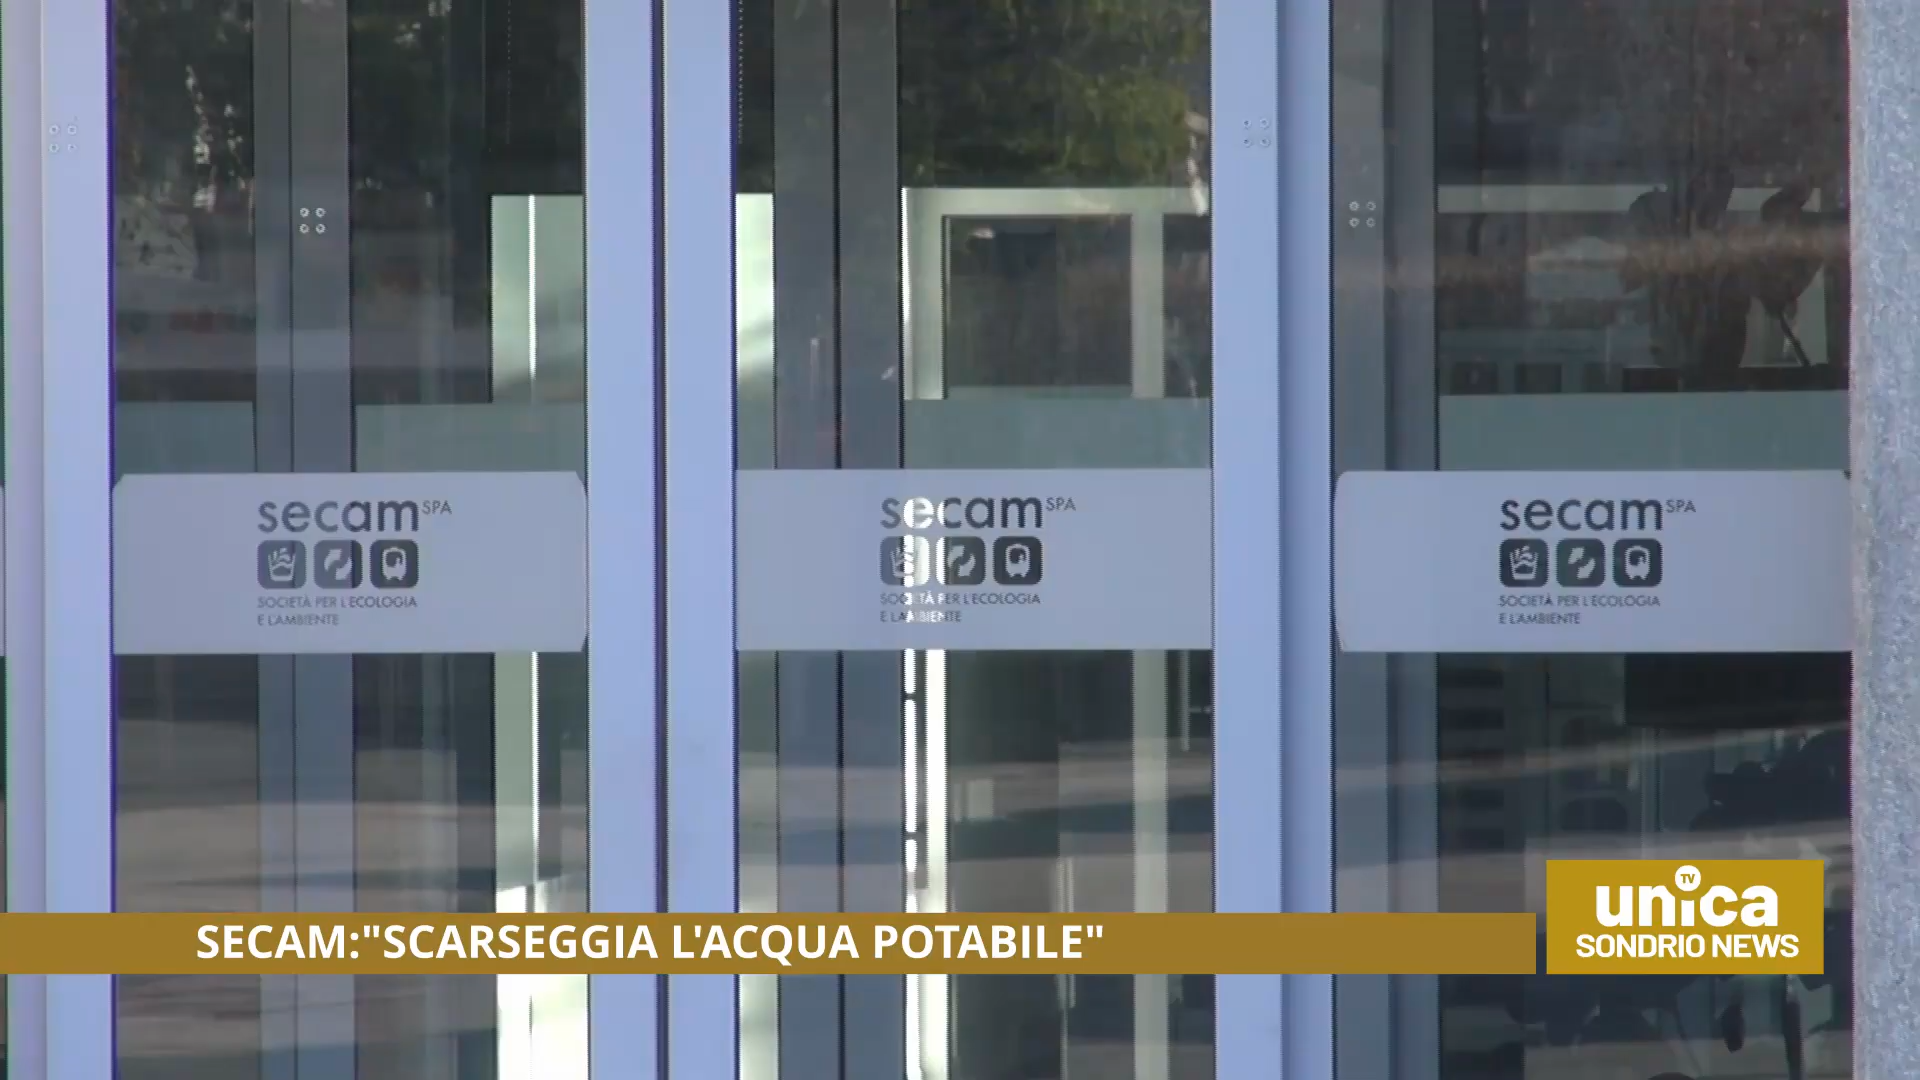 secam SPA
SOCIETÀ PER L'ECOLOGIA
E L'AMBIENTE
secam SPA
SOCIETÀ PER L'ECOLOGIA
E L'AMBIENTE
secam SPA
SOCIETÀ PER L'ECOLOGIA
E L'AMBIENTE
SECAM:"SCARSEGGIA L'ACQUA POTABILE"
TV
unica
SONDRIO NEWS